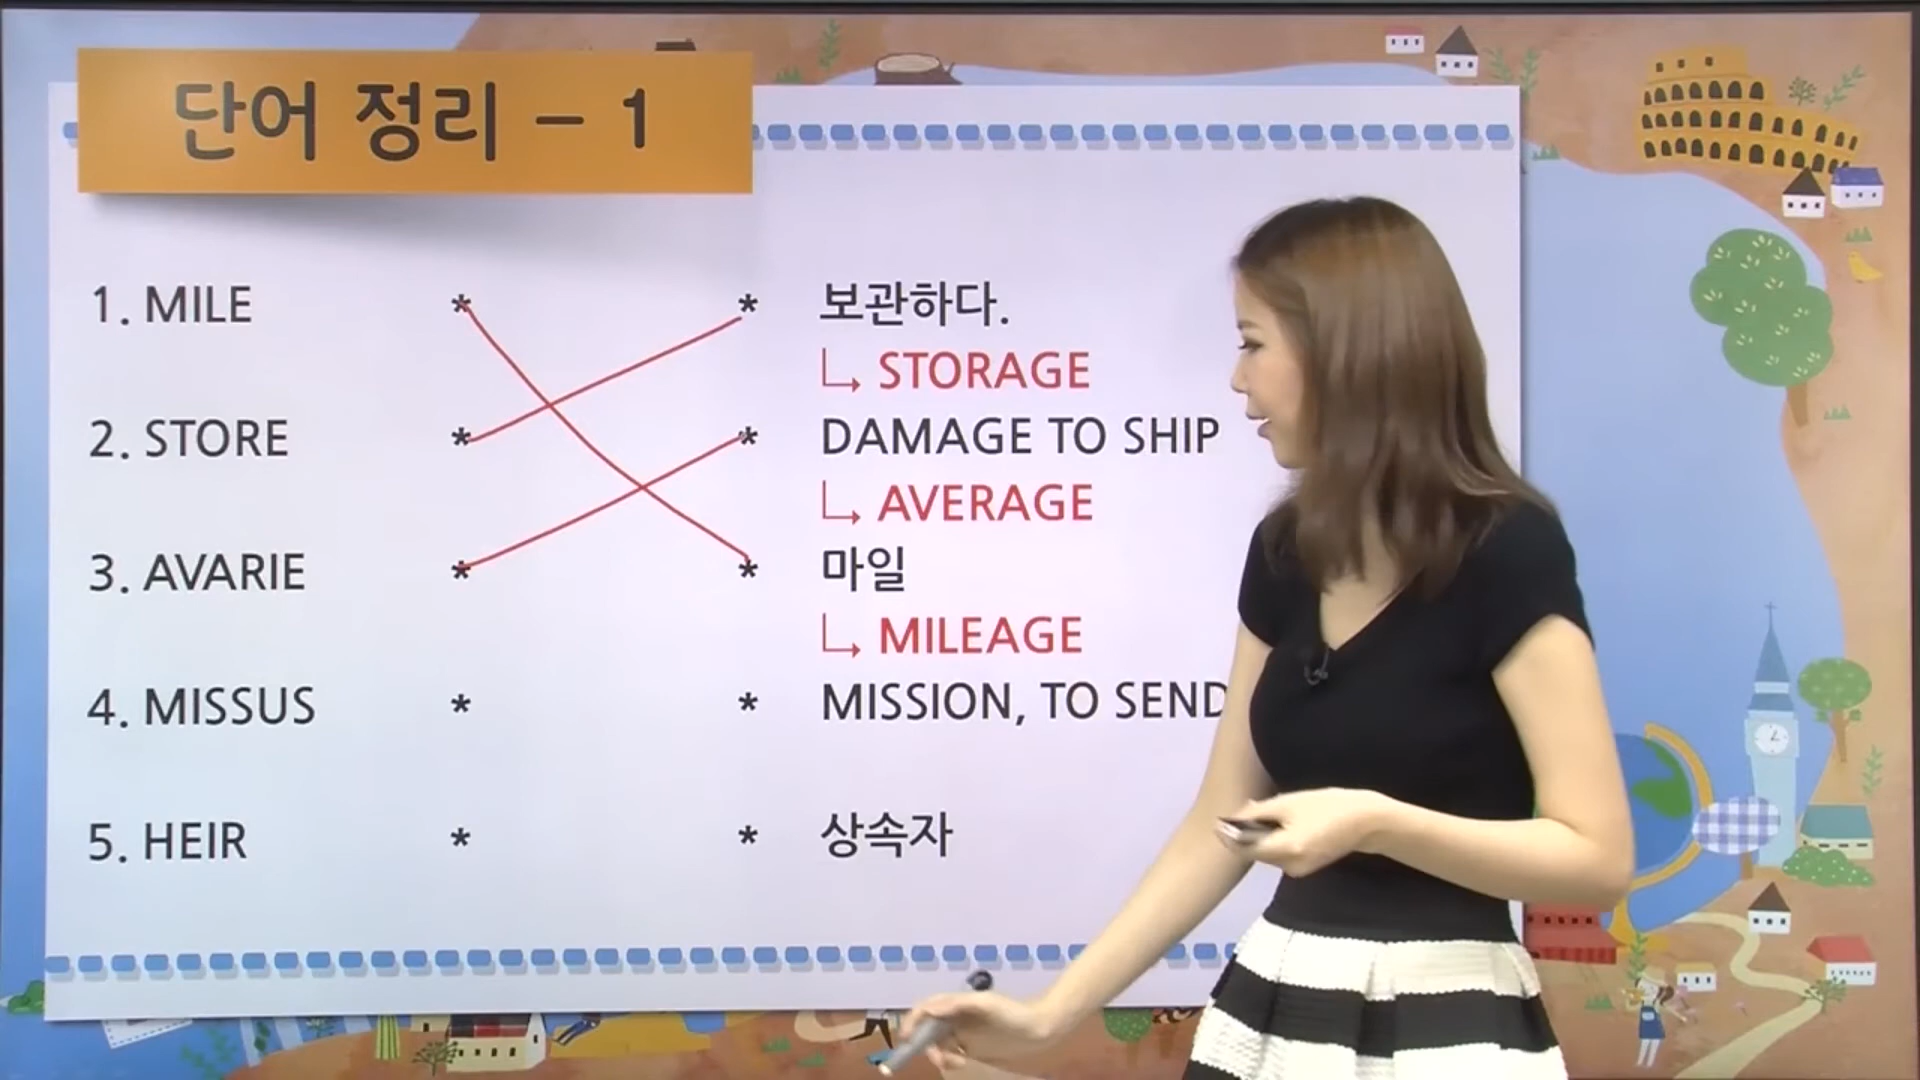 단어 정리 – 1
1. MILE * * 보관하다.
↳ STORAGE
2. STORE * * DAMAGE TO SHIP
↳ AVERAGE
3. AVARIE * * 마일
↳ MILEAGE
4. MISSUS * * MISSION, TO SEND
5. HEIR * * 상속자